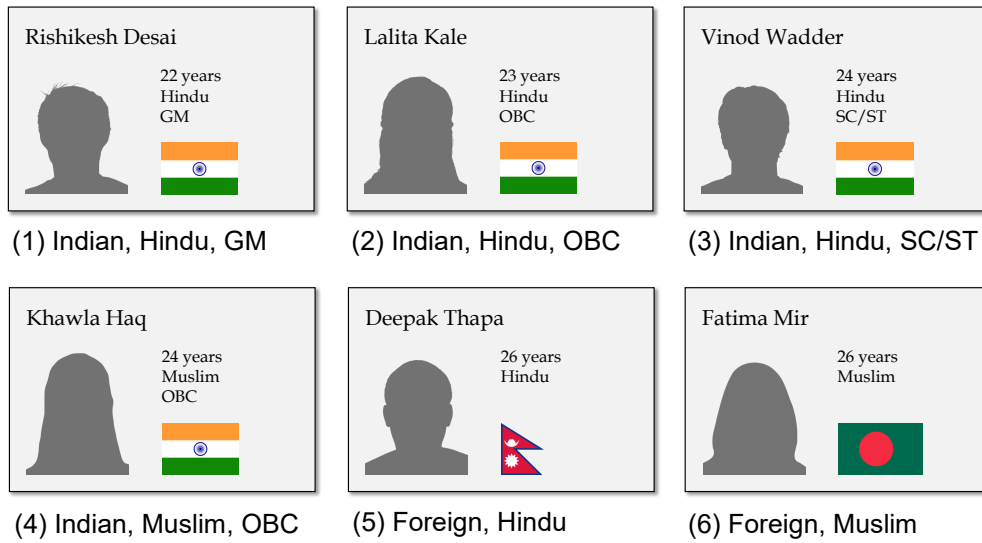 Rishikesh Desai
22 years
Hindu
GM
(1) Indian, Hindu, GM
Lalita Kale
23 years
Hindu
OBC
(2) Indian, Hindu, OBC
Vinod Wadder
24 years
Hindu
SC/ST
(3) Indian, Hindu, SC/ST
Khawla Haq
24 years
Muslim
OBC
(4) Indian, Muslim, OBC
Deepak Thapa
26 years
Hindu
(5) Foreign, Hindu
Fatima Mir
26 years
Muslim
(6) Foreign, Muslim